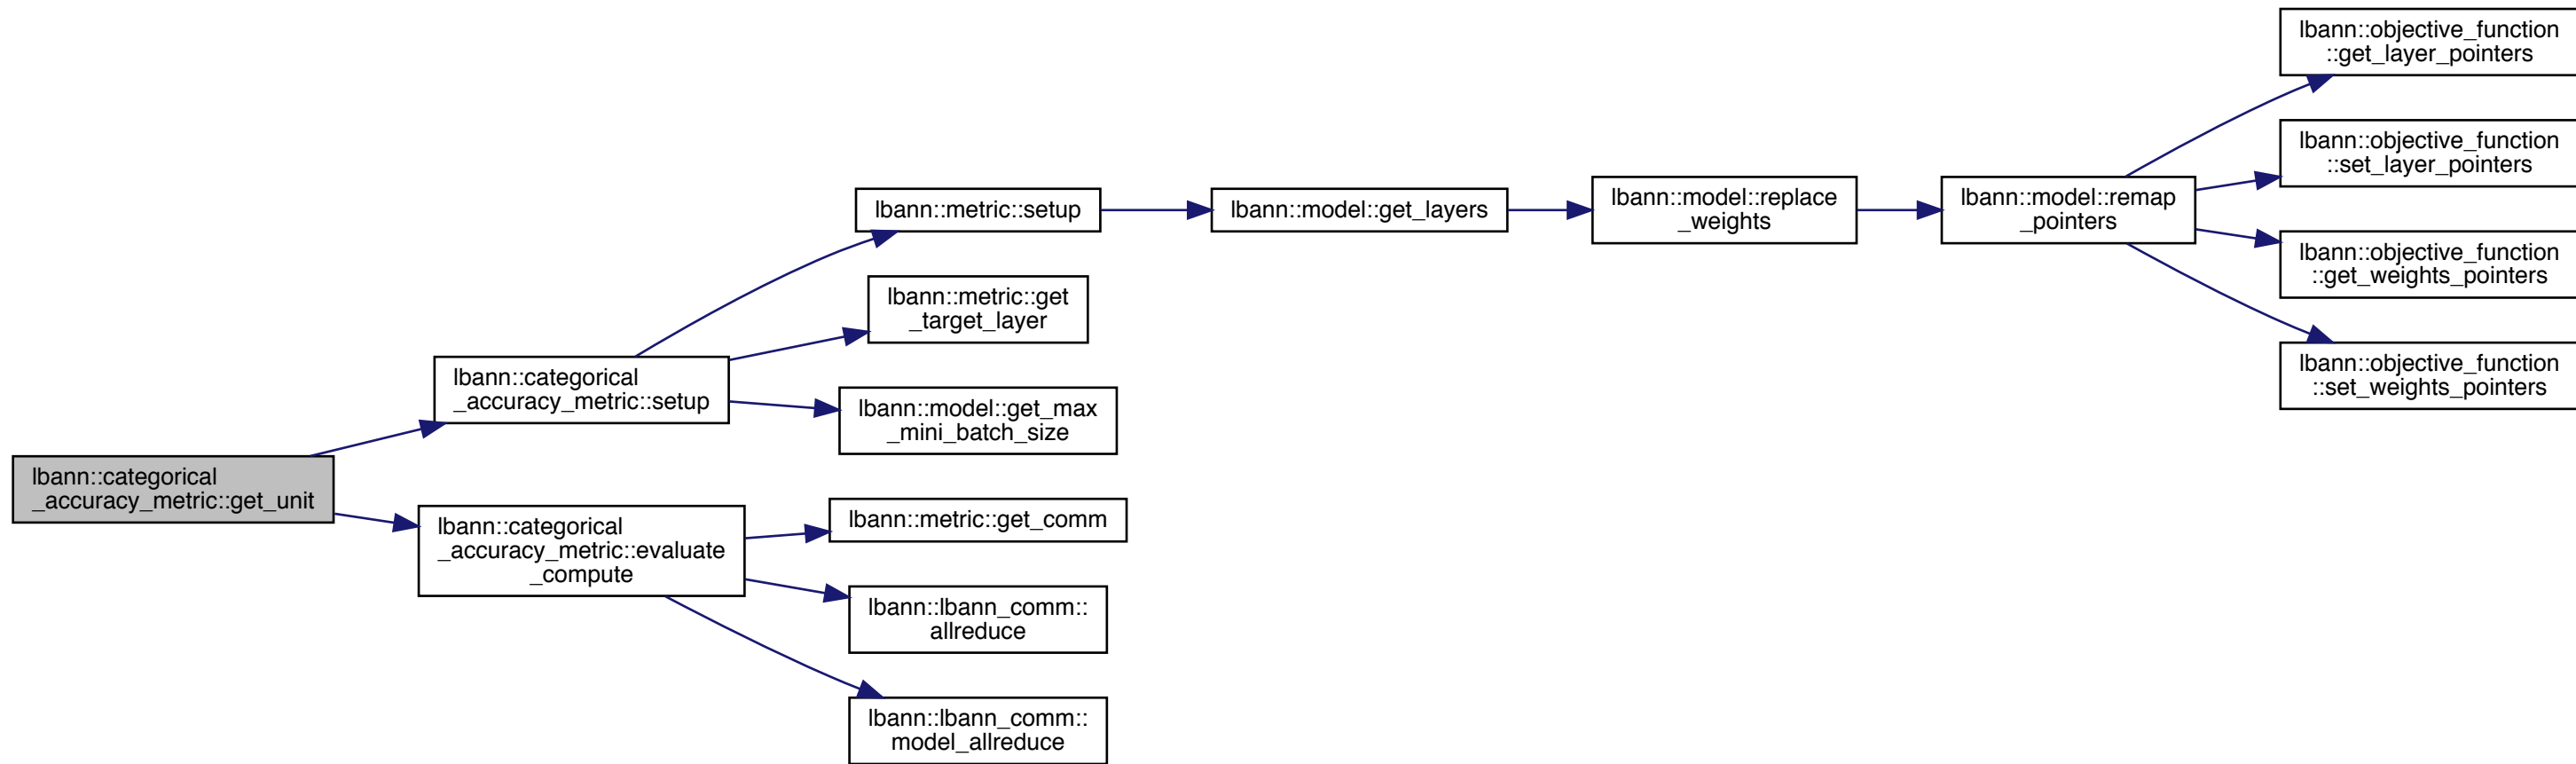 lbann::categorical
_accuracy_metric::get_unit
lbann::categorical
_accuracy_metric::setup
lbann::categorical
_accuracy_metric::evaluate
_compute
lbann::metric::setup
lbann::metric::get
_target_layer
lbann::model::get_max
_mini_batch_size
lbann::metric::get_comm
lbann::lbann_comm::
allreduce
lbann::lbann_comm::
model_allreduce
lbann::model::get_layers
lbann::model::replace
_weights
lbann::model::remap
_pointers
lbann::objective_function
::get_layer_pointers
lbann::objective_function
::set_layer_pointers
lbann::objective_function
::get_weights_pointers
lbann::objective_function
::set_weights_pointers